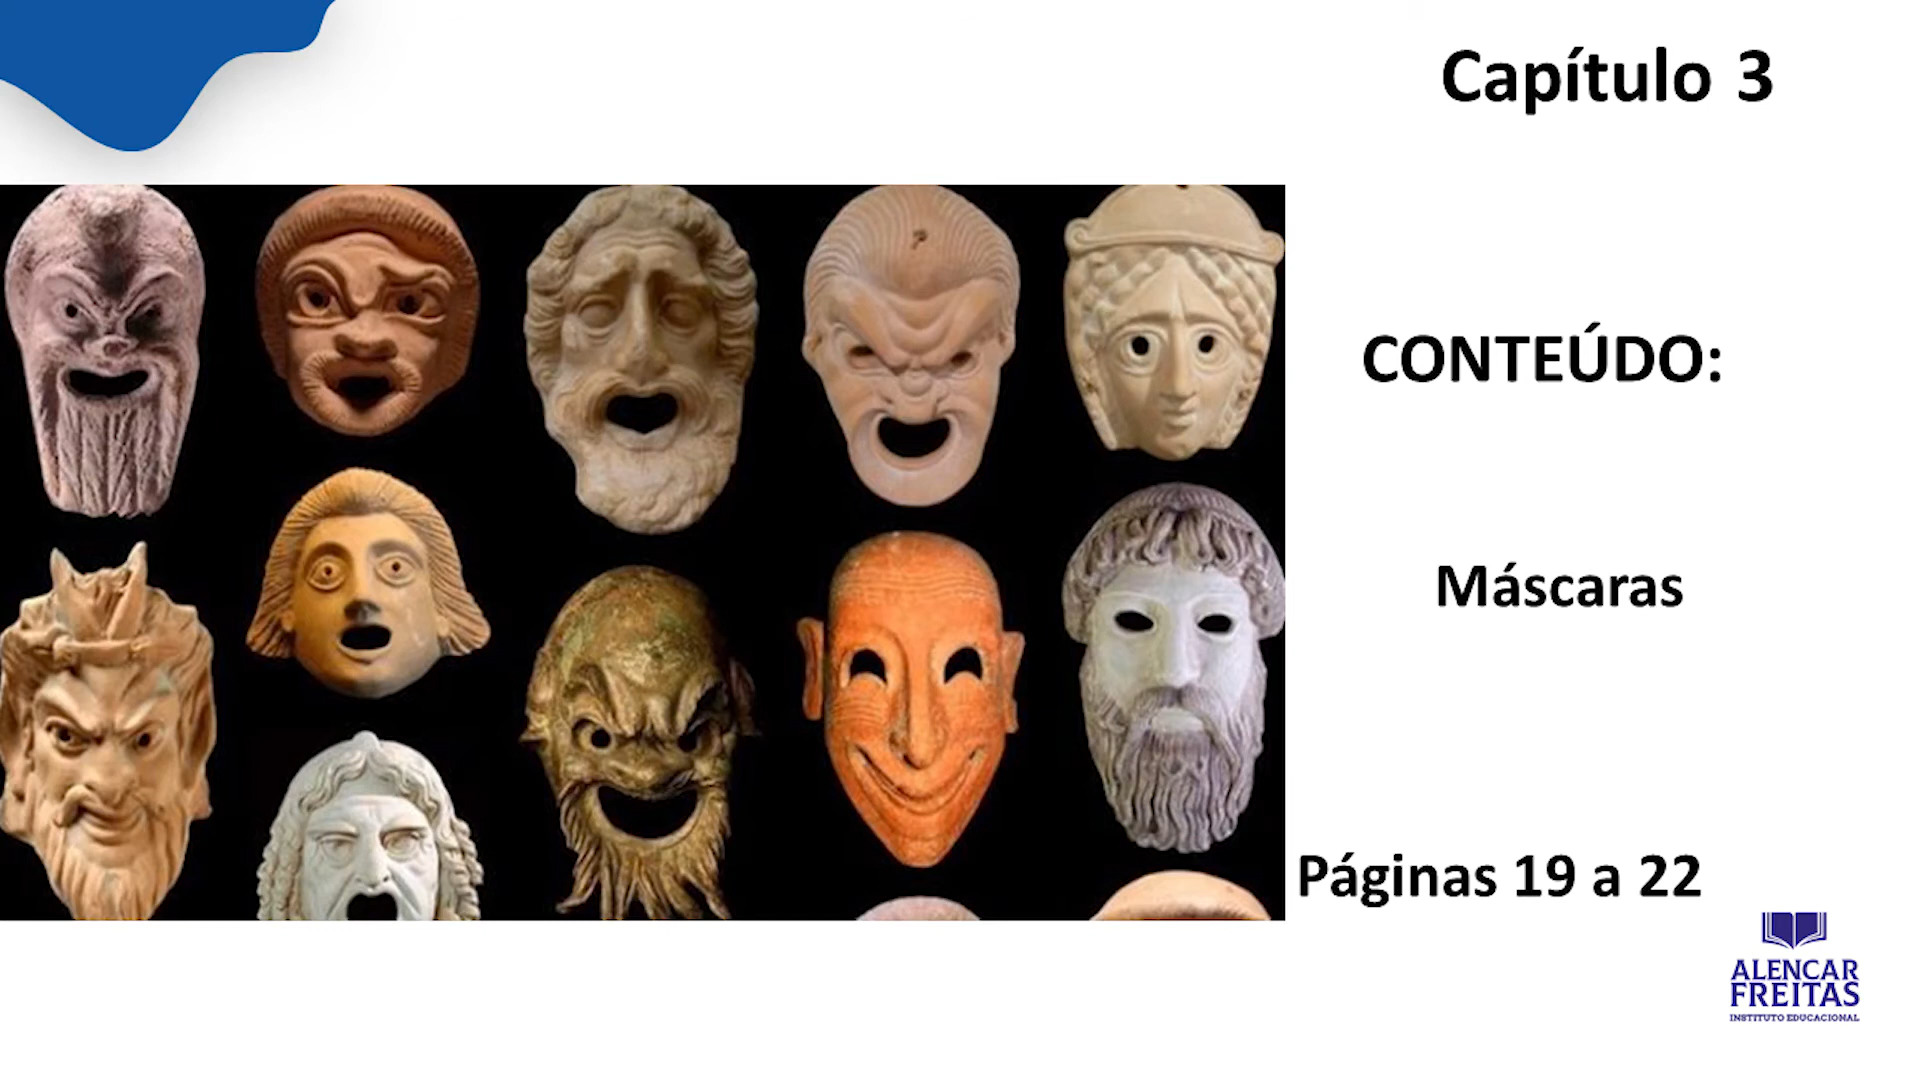 Capítulo 3
CONTEÚDO:
Máscaras
Páginas 19 a 22
ALENCAR
FREITAS
INSTITUTO EDUCACIONAL